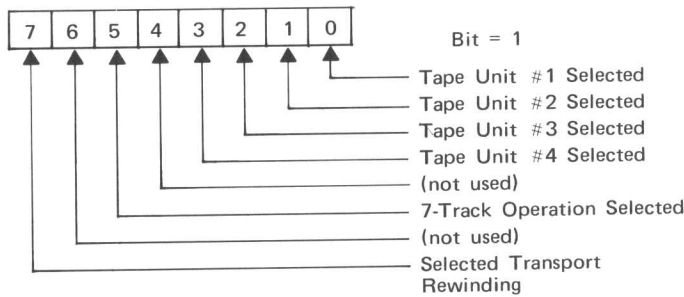 7 6 5 4 3 2 1 0
Bit = 1
Tape Unit #1 Selected
Tape Unit #2 Selected
Tape Unit #3 Selected
Tape Unit #4 Selected
(not used)
7-Track Operation Selected
(not used)
Selected Transport
Rewinding